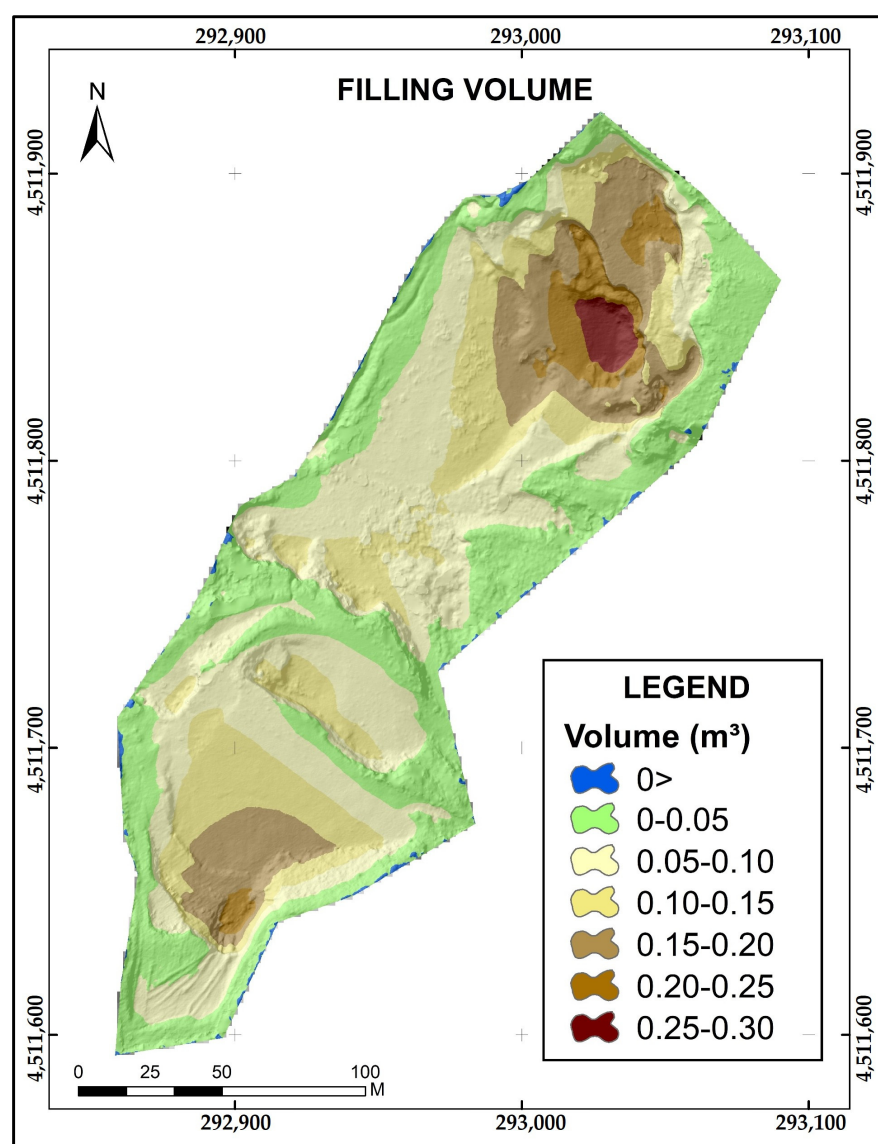 292,900 293,000 293,100
FILLING VOLUME
N
4,511,900 4,511,900
4,511,800 4,511,800
LEGEND
Volume (m³)
4,511,700 4,511,700
0>
0-0.05
0.05-0.10
0.10-0.15
0.15-0.20
0.20-0.25
0.25-0.30
4,511,600 4,511,600
0 25 50 100
M
292,900 293,000 293,100